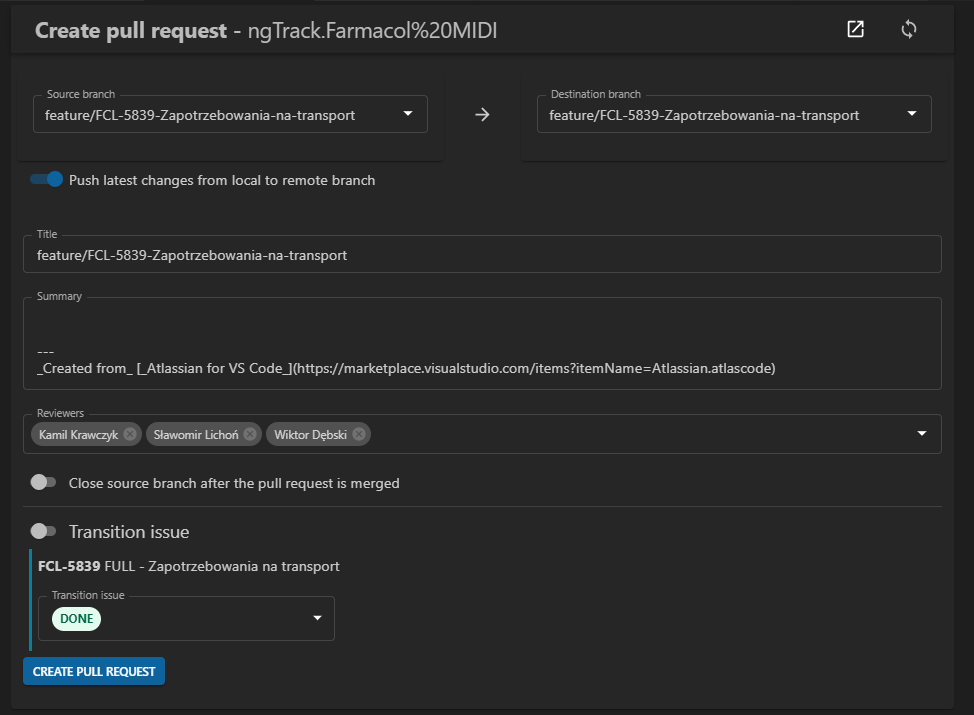 Create pull request - ngTrack.Farmacol%20MIDI
Source branch
feature/FCL-5839-Zapotrzebowania-na-transport
Destination branch
feature/FCL-5839-Zapotrzebowania-na-transport
Push latest changes from local to remote branch
Title
feature/FCL-5839-Zapotrzebowania-na-transport
Summary
---
_Created from_ [_Atlassian for VS Code_](https://marketplace.visualstudio.com/items?itemName=Atlassian.atlascode)
Reviewers
Kamil Krawczyk Sławomir Lichoń Wiktor Dębski
Close source branch after the pull request is merged
Transition issue
FCL-5839 FULL - Zapotrzebowania na transport
Transition issue
DONE
CREATE PULL REQUEST